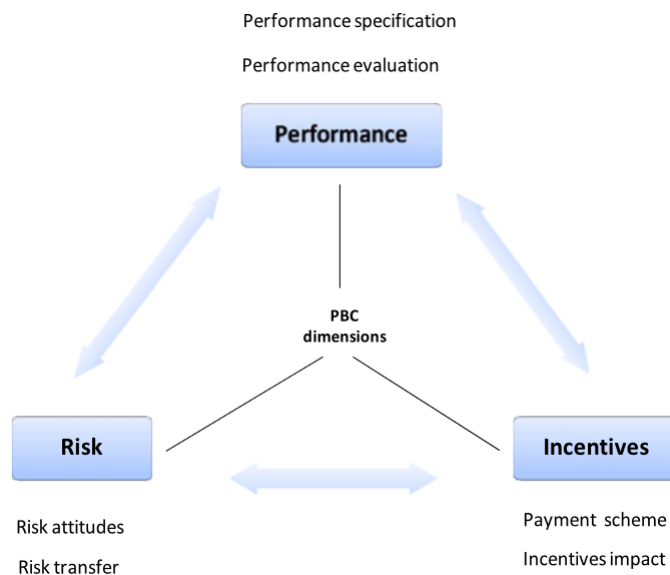 Performance specification
Performance evaluation
Performance
PBC
dimensions
Risk
Incentives
Risk attitudes
Risk transfer
Payment scheme
Incentives impact